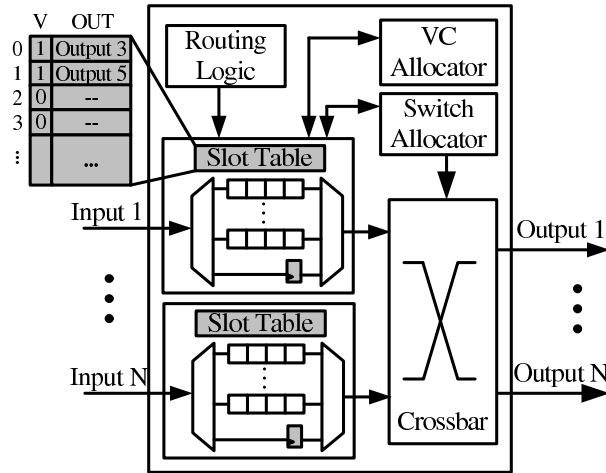 V OUT
0 1 Output 3
1 1 Output 5
2 0 --
3 0 --
... ...
Routing
Logic
VC
Allocator
Switch
Allocator
Slot Table
Input 1
Output 1
Slot Table
Input N
Output N
Crossbar